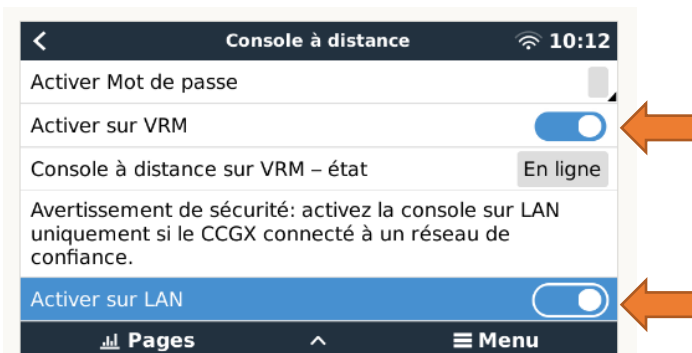 Console à distance 10:12
Activer Mot de passe
Activer sur VRM
Console à distance sur VRM – état En ligne
Avertissement de sécurité: activez la console sur LAN
uniquement si le CCGX connecté à un réseau de
confiance.
Activer sur LAN
Pages Menu